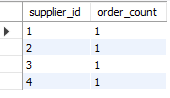 supplier_id order_count
1 1
2 1
3 1
4 1